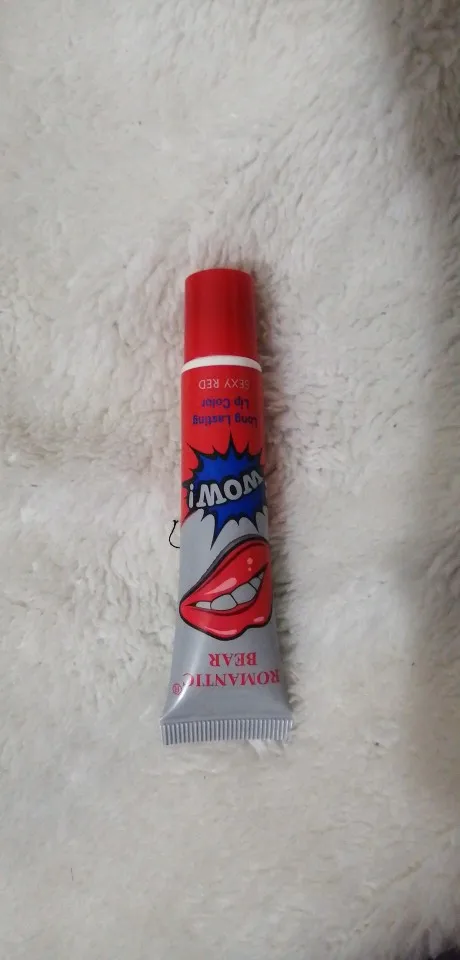 ROMANTIC®
BEAR
WOW!
Long Lasting
Lip Color
SEXY RED